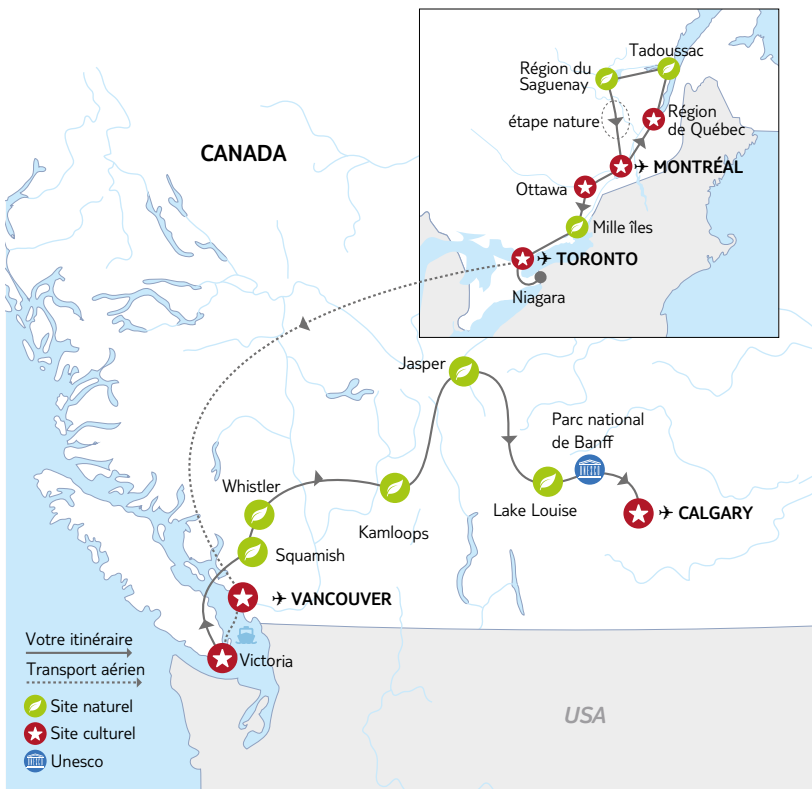 Tadoussac
Région du
Saguenay
étape nature
Région
de Québec
MONTRÉAL
Ottawa
Mille îles
TORONTO
Niagara
CANADA
Jasper
Parc national
de Banff
Whistler
Kamloops
Lake Louise
CALGARY
Squamish
VANCOUVER
Victoria
USA
Votre itinéraire
Transport aérien
Site naturel
Site culturel
Unesco
UNESCO
UNESCO